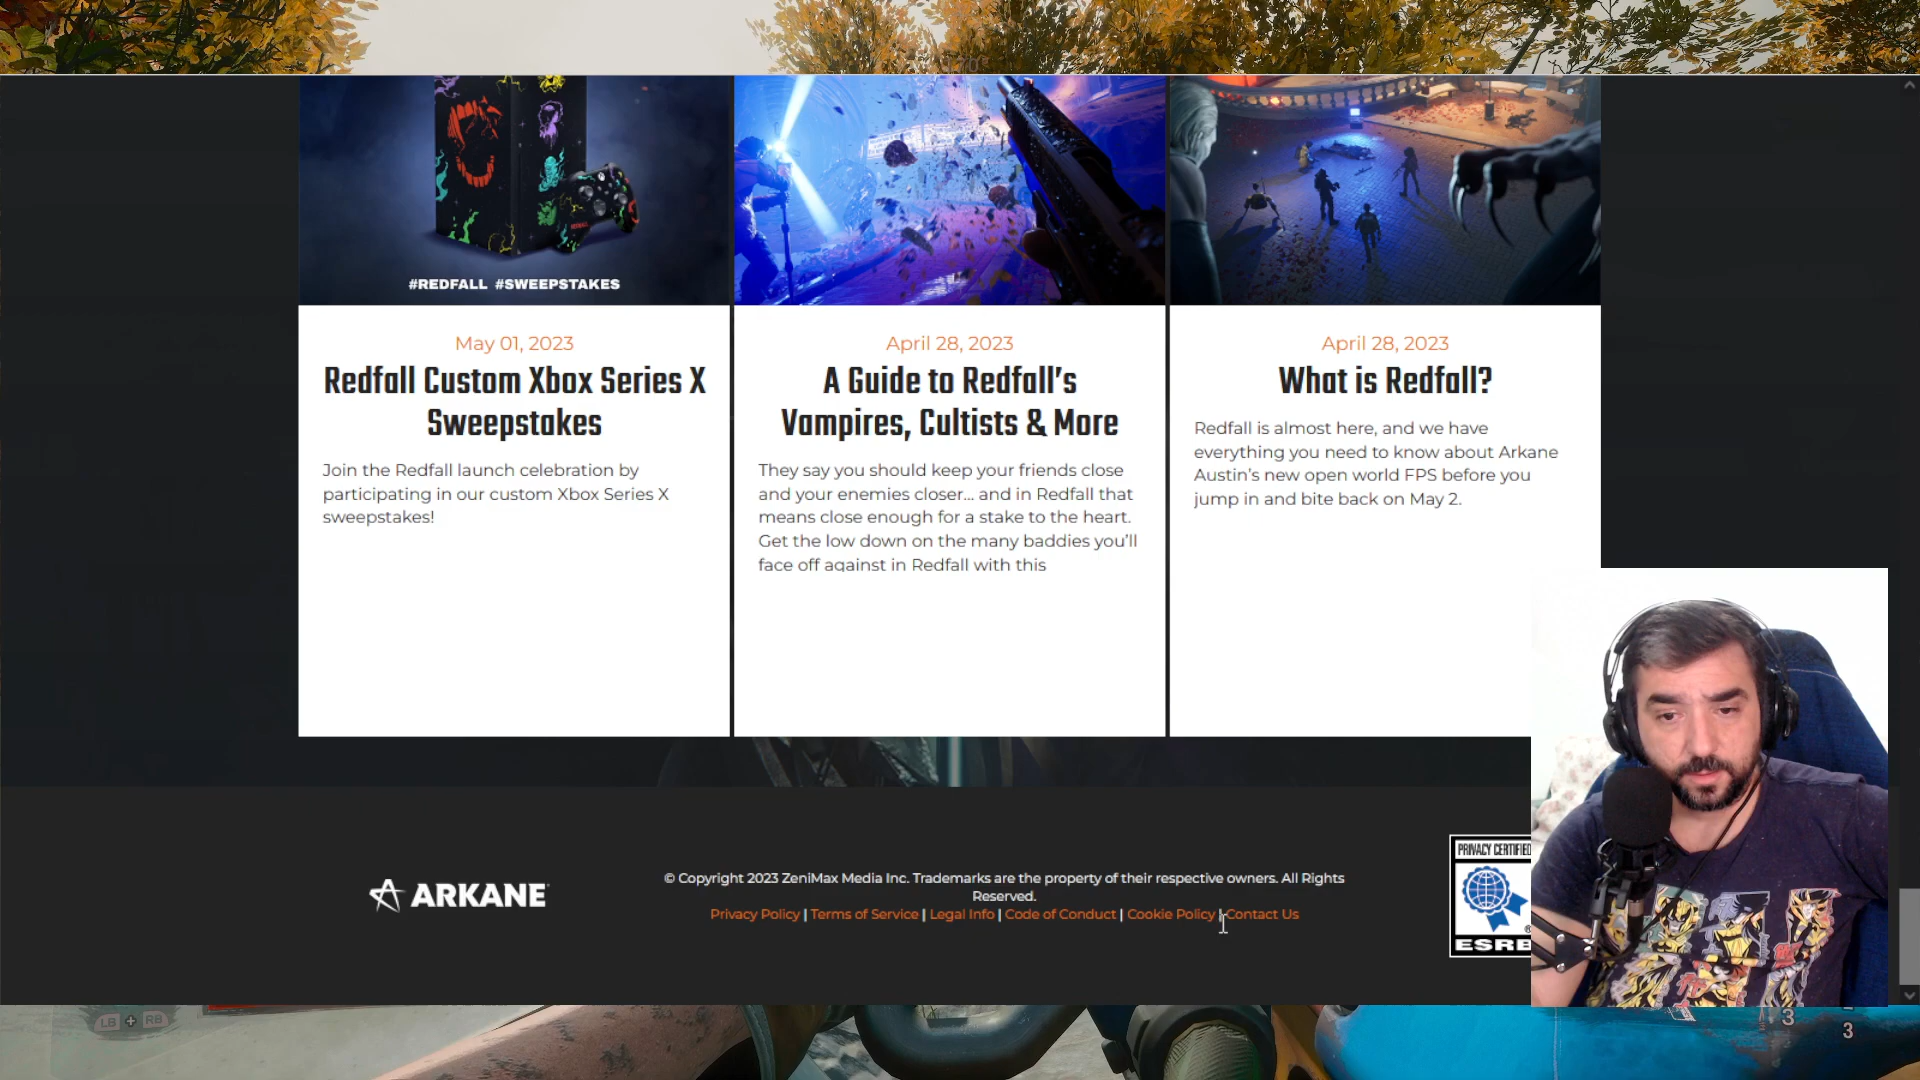 #REDFALL #SWEEPSTAKES
May 01, 2023
Redfall Custom Xbox Series X
Sweepstakes
Join the Redfall launch celebration by
participating in our custom Xbox Series X
sweepstakes!
April 28, 2023
A Guide to Redfall’s
Vampires, Cultists & More
They say you should keep your friends close
and your enemies closer... and in Redfall that
means close enough for a stake to the heart.
Get the low down on the many baddies you’ll
face off against in Redfall with this
April 28, 2023
What is Redfall?
Redfall is almost here, and we have
everything you need to know about Arkane
Austin’s new open world FPS before you
jump in and bite back on May 2.
ARKANE
© Copyright 2023 ZeniMax Media Inc. Trademarks are the property of their respective owners. All Rights
Reserved.
Privacy Policy | Terms of Service | Legal Info | Code of Conduct | Cookie Policy | Contact Us
PRIVACY CERTIFIED
ESRB
LB + RB
3
3